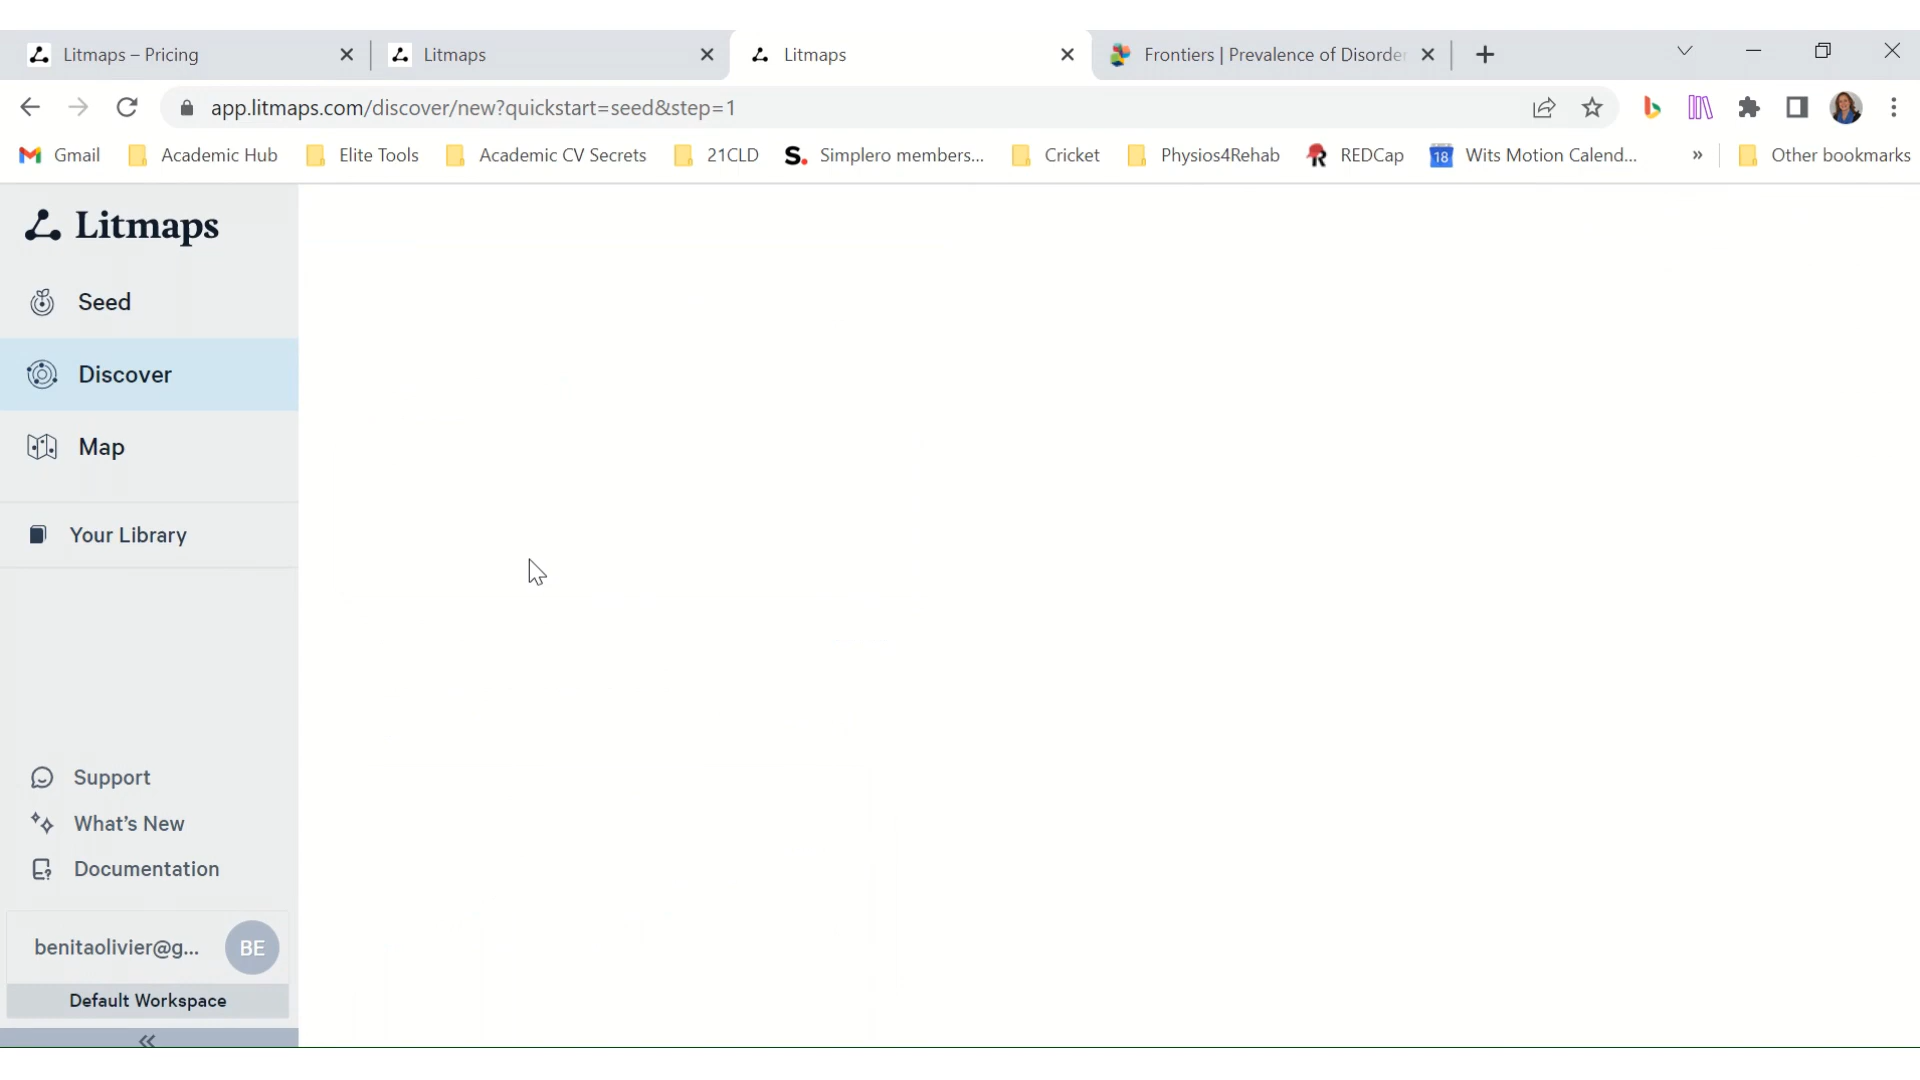 Litmaps – Pricing
Litmaps
Litmaps
Frontiers | Prevalence of Disorder
app.litmaps.com/discover/new?quickstart=seed&step=1
Gmail
Academic Hub
Elite Tools
Academic CV Secrets
21CLD
S. Simplero members...
Cricket
Physios4Rehab
REDCap
18 Wits Motion Calend...
»
Other bookmarks
Litmaps
Seed
Discover
Map
Your Library
Support
What's New
Documentation
benitaolivier@g...
BE
Default Workspace